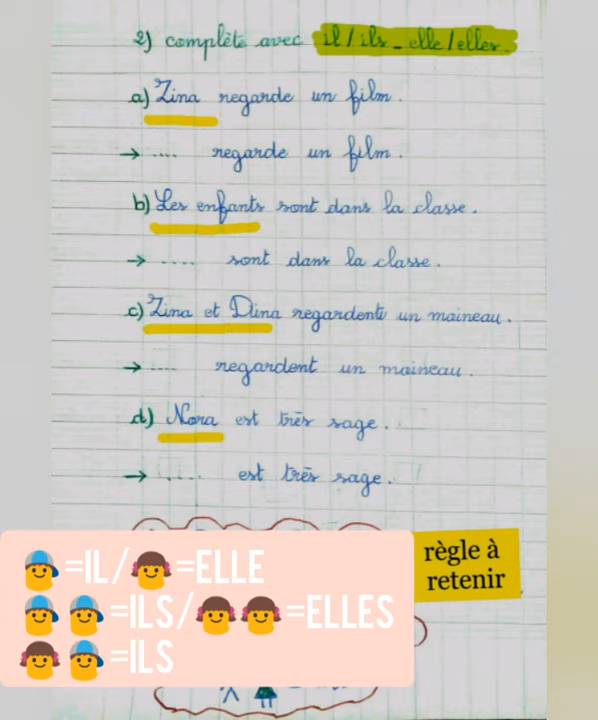 2) complète avec il / ils _ elle / elles
a) Zina regarde un film.
→ .... regarde un film.
b) Les enfants sont dans la classe.
→ ..... sont dans la classe.
c) Zina et Dina regardent un moineau.
→ .... regardent un moineau.
d) Nora est très sage.
→ ..... est très sage.
règle à
retenir
=IL/ =ELLE
=ILS/ =ELLES
=ILS